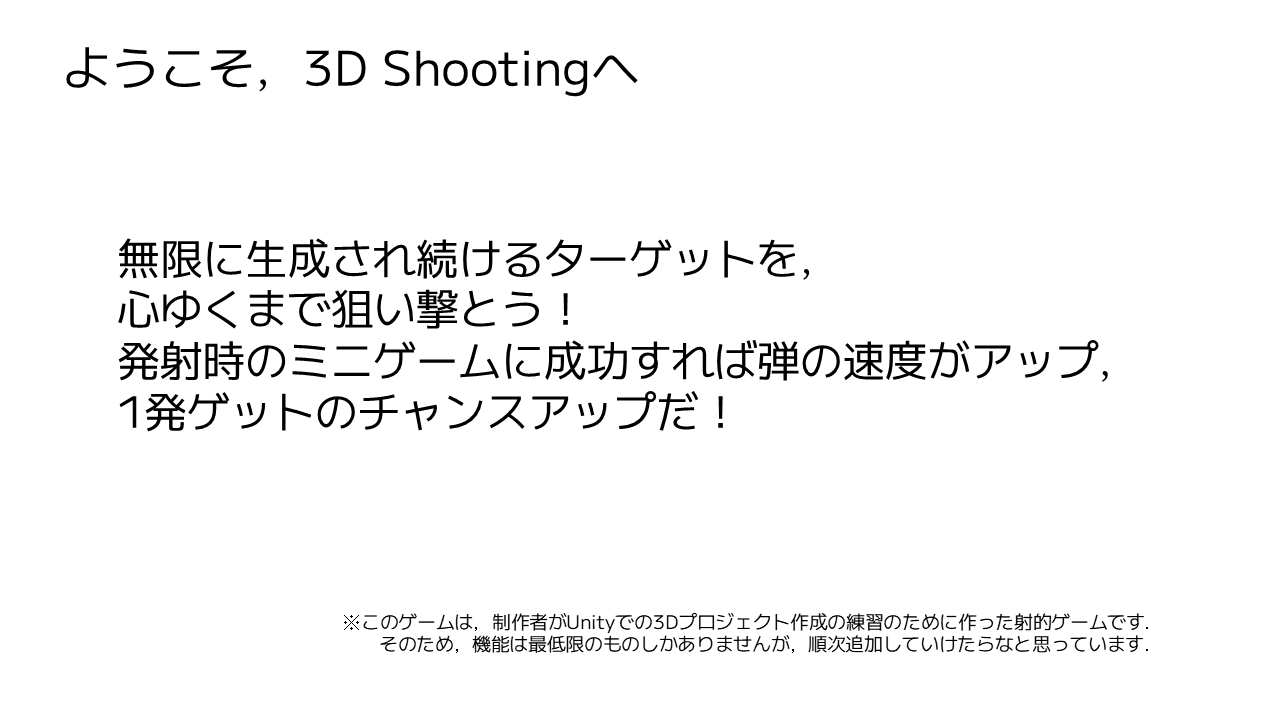 ようこそ，3D Shootingへ
無限に生成され続けるターゲットを，
心ゆくまで狙い撃とう！
発射時のミニゲームに成功すれば弾の速度がアップ，
1発ゲットのチャンスアップだ！
※このゲームは，制作者がUnityでの3Dプロジェクト作成の練習のために作った射的ゲームです．
そのため，機能は最低限のものしかありませんが，順次追加していけたらなと思っています．